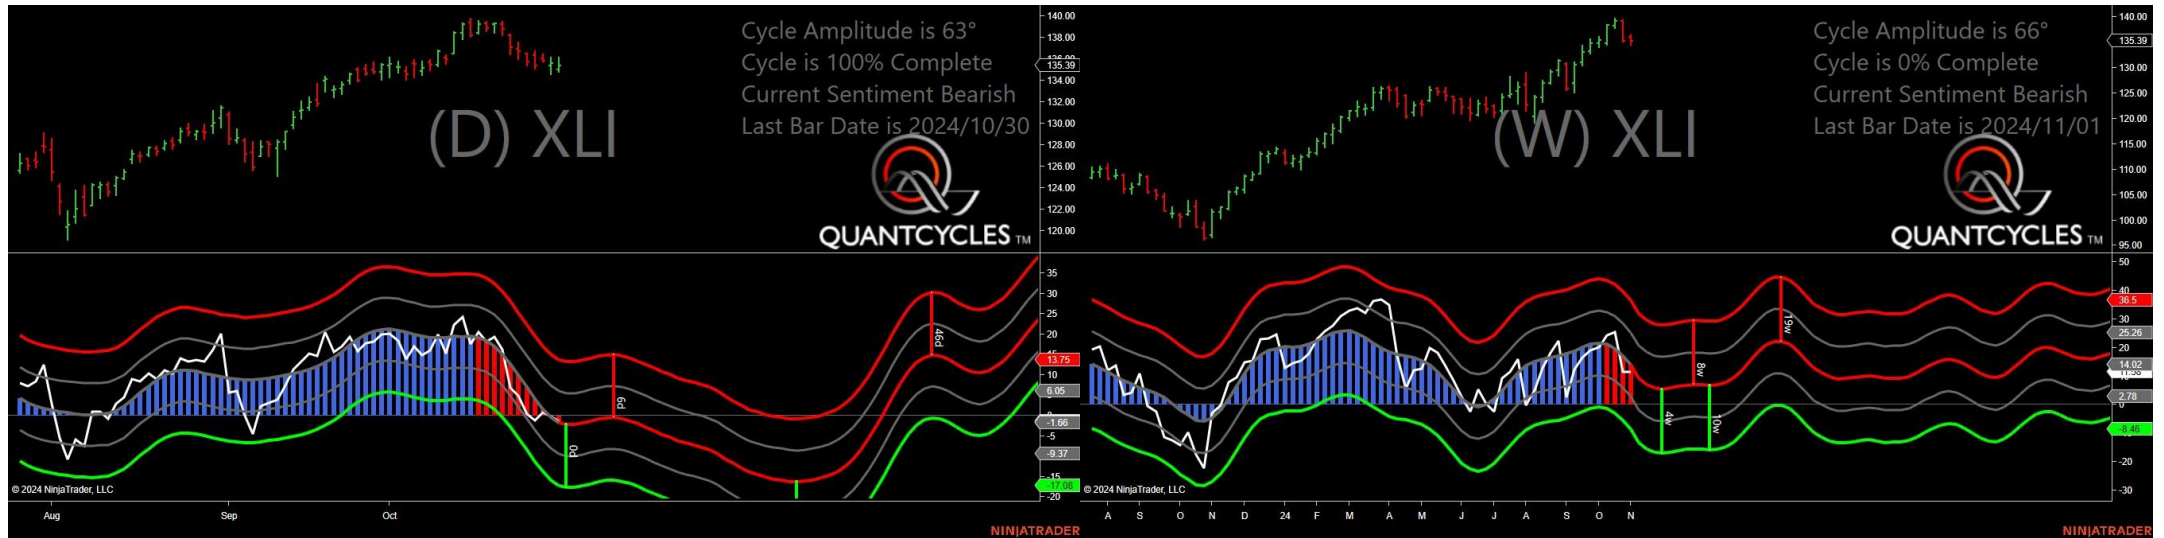 Cycle Amplitude is 63°
Cycle is 100% Complete
Current Sentiment Bearish
Last Bar Date is 2024/10/30
(D) XLI
QUANTCYCLES TM
140.00
138.00
135.39
134.00
132.00
130.00
128.00
126.00
124.00
122.00
120.00
35
30
25
20
13.75
10
6.05
0
-1.66
-5
-9.37
-17.08
-20
6d
0d
46d
© 2024 NinjaTrader, LLC
Aug Sep Oct
NINJATRADER
Cycle Amplitude is 66°
Cycle is 0% Complete
Current Sentiment Bearish
Last Bar Date is 2024/11/01
(W) XLI
QUANTCYCLES TM
140.00
135.39
130.00
125.00
120.00
115.00
110.00
105.00
100.00
95.00
50
40
36.5
30
25.26
20
14.02
2.78
0
-8.46
-20
-30
4w
8w
10w
19w
© 2024 NinjaTrader, LLC
A S O N D 24 F M A M J J A S O N
NINJATRADER